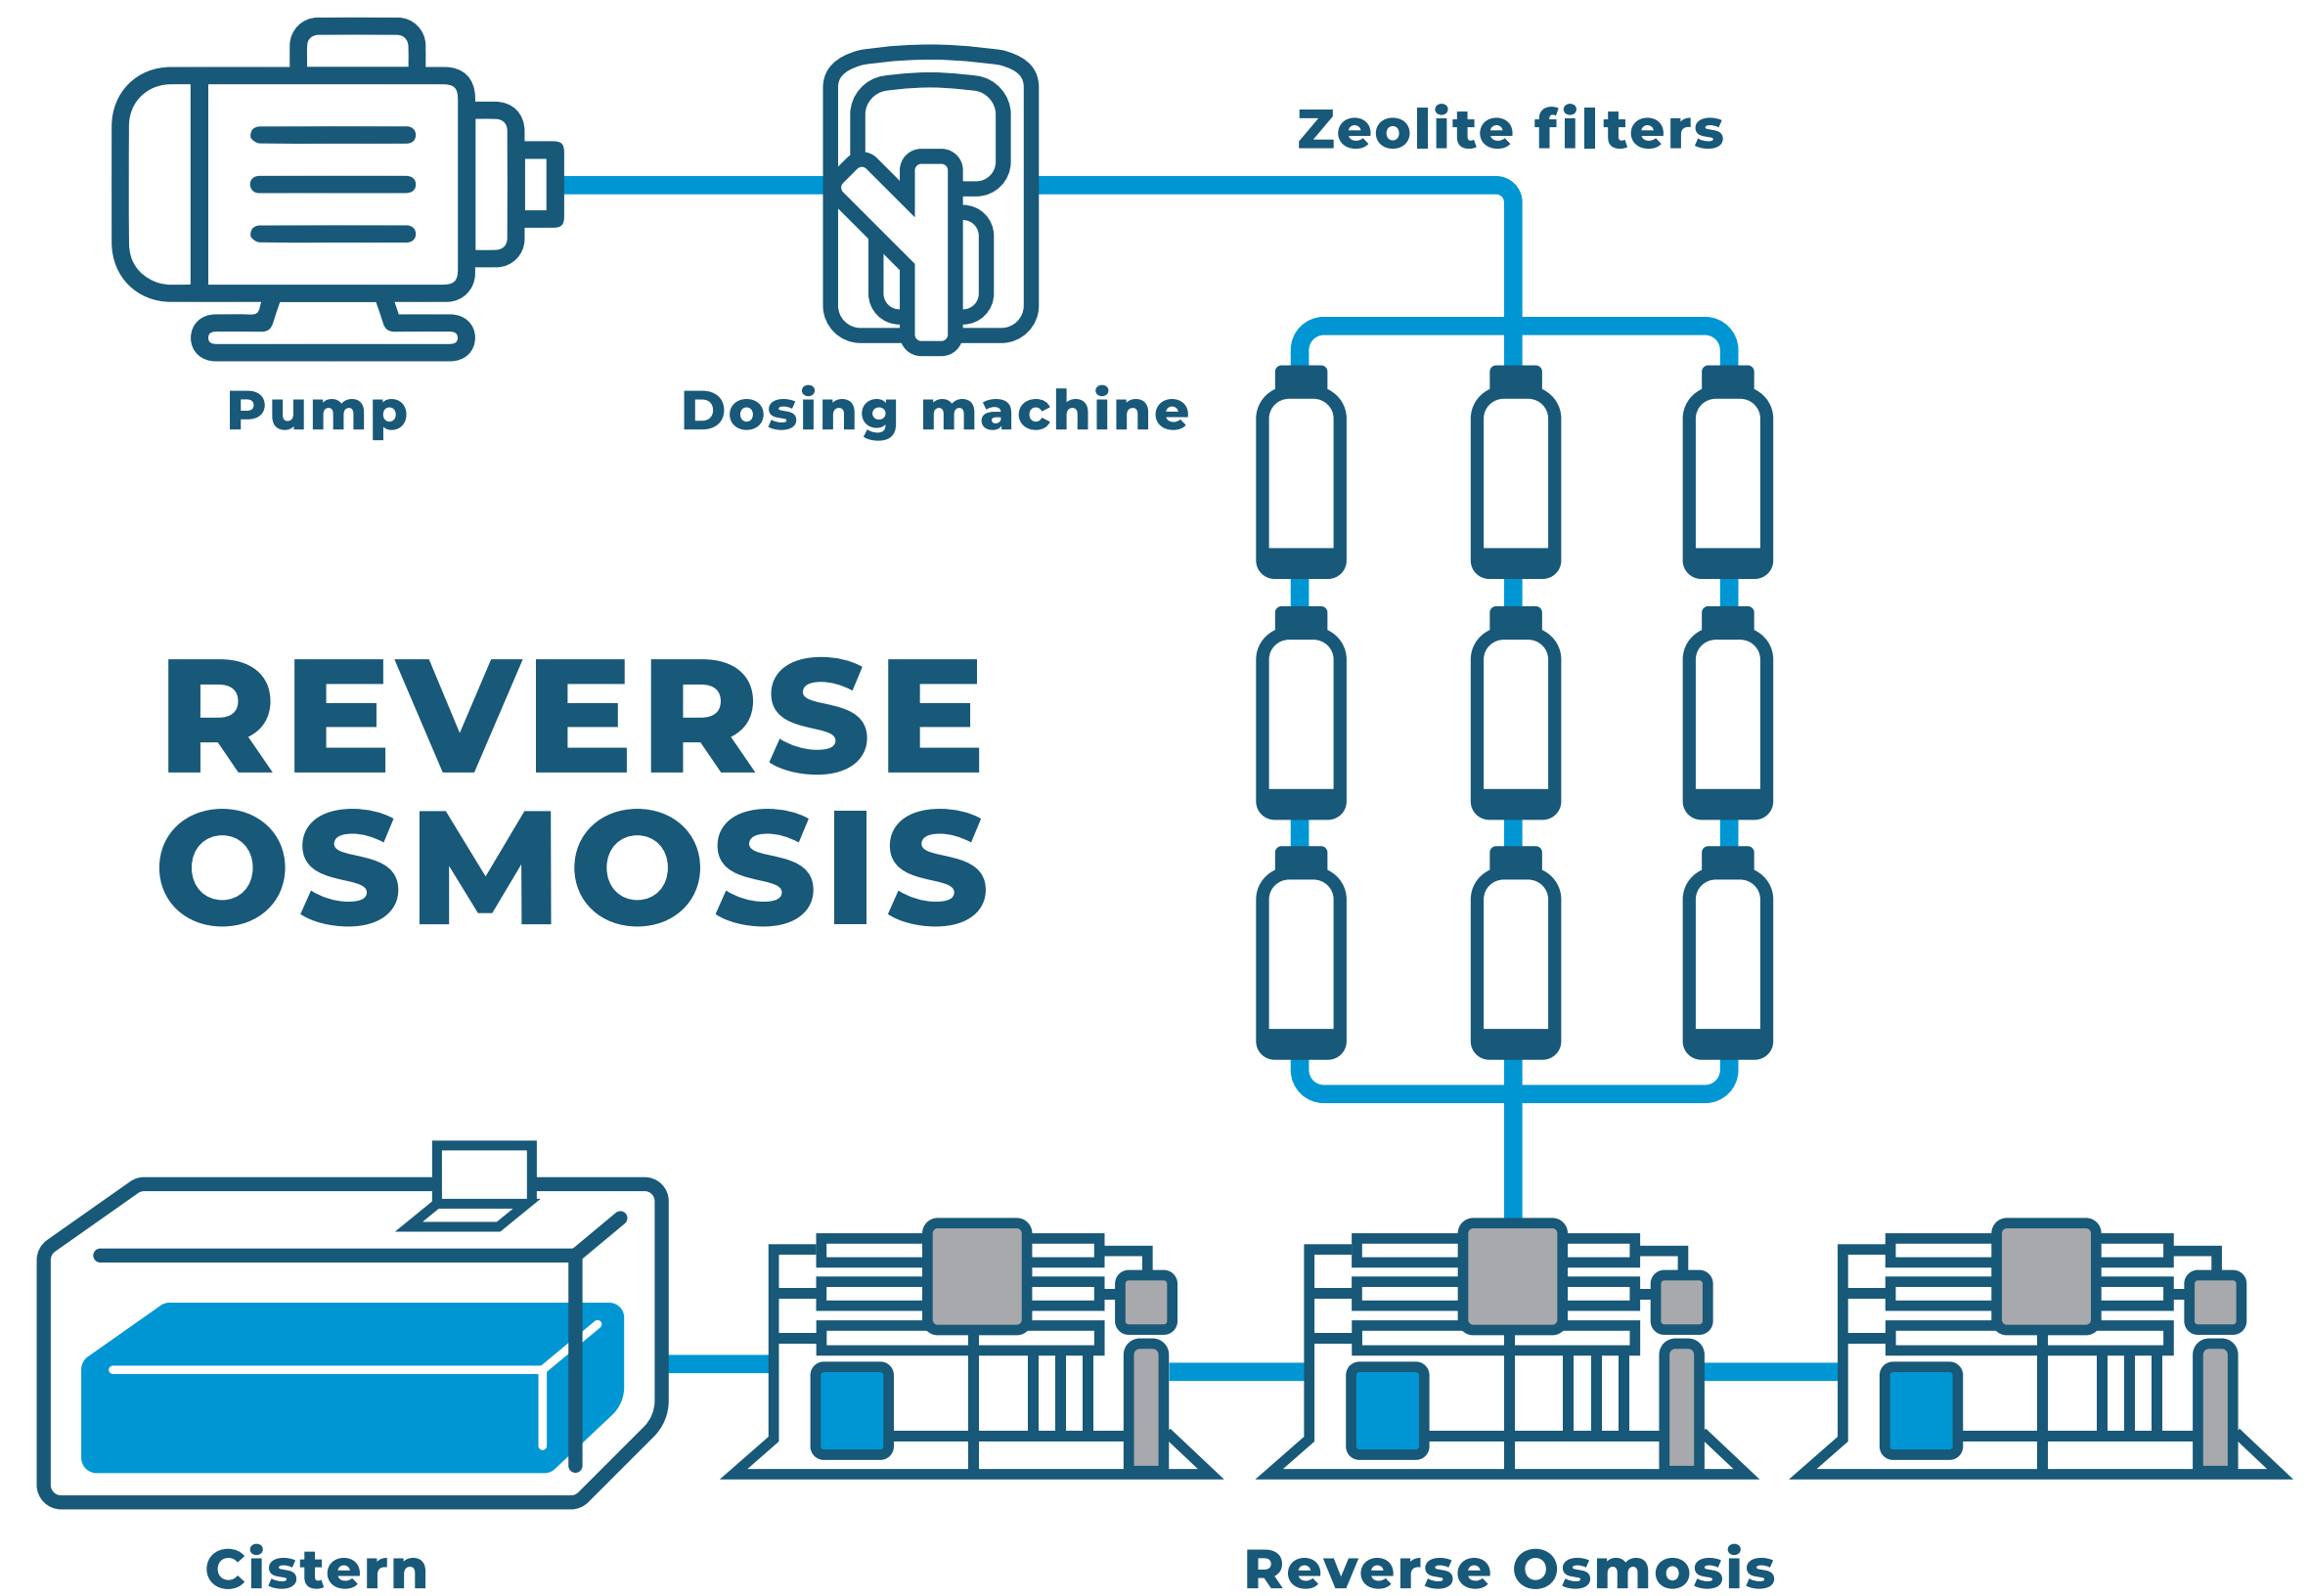 Zeolite filters
Pump
Dosing machine
REVERSE
OSMOSIS
Cistern
Reverse Osmosis